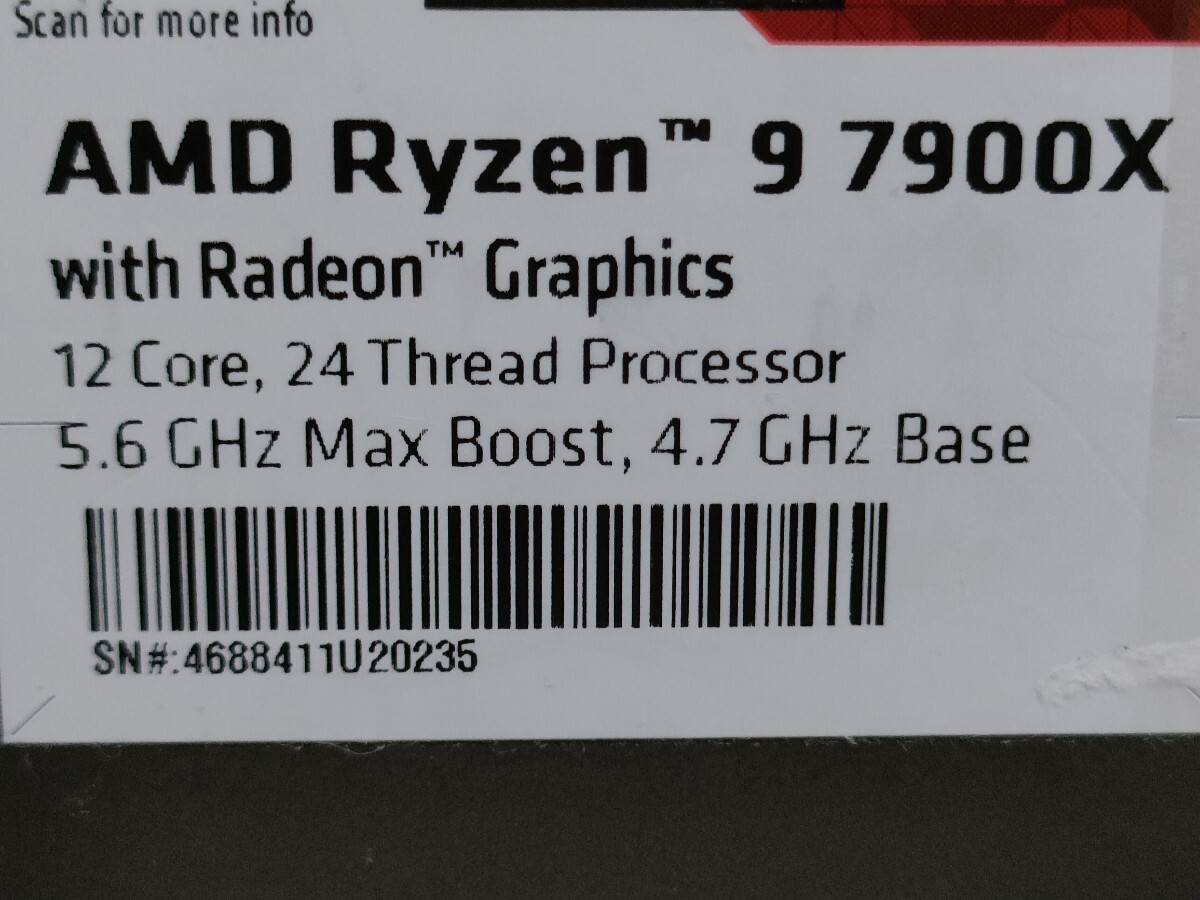 Scan for more info
AMD Ryzen™ 9 7900X
with Radeon™ Graphics
12 Core, 24 Thread Processor
5.6 GHz Max Boost, 4.7 GHz Base
SN#:4688411U20235